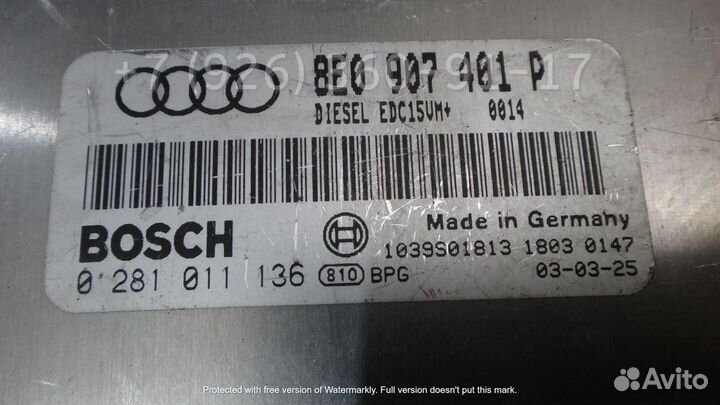 8E0 907 401 P
DIESEL EDC15VM+ 0014
BOSCH
Made in Germany
1039S01813 1803 0147
0 281 011 136 810 BPG 03-03-25
Protected with free version of Watermarkly. Full version doesn't put this mark.
Avito